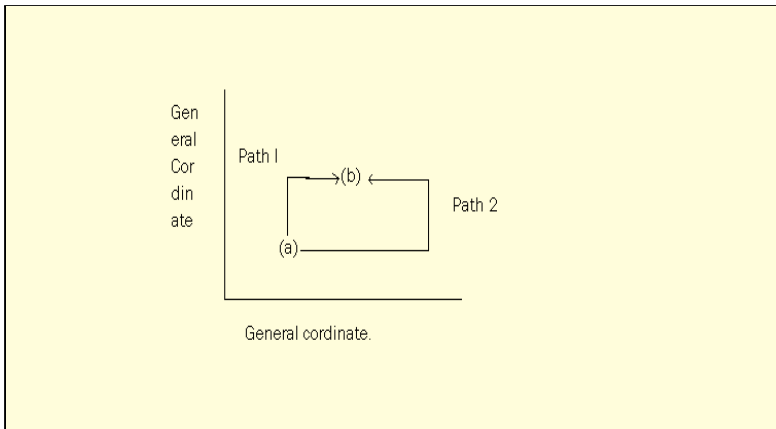 Gen
eral
Cor
din
ate
Path I
(b)
Path 2
(a)
General cordinate.